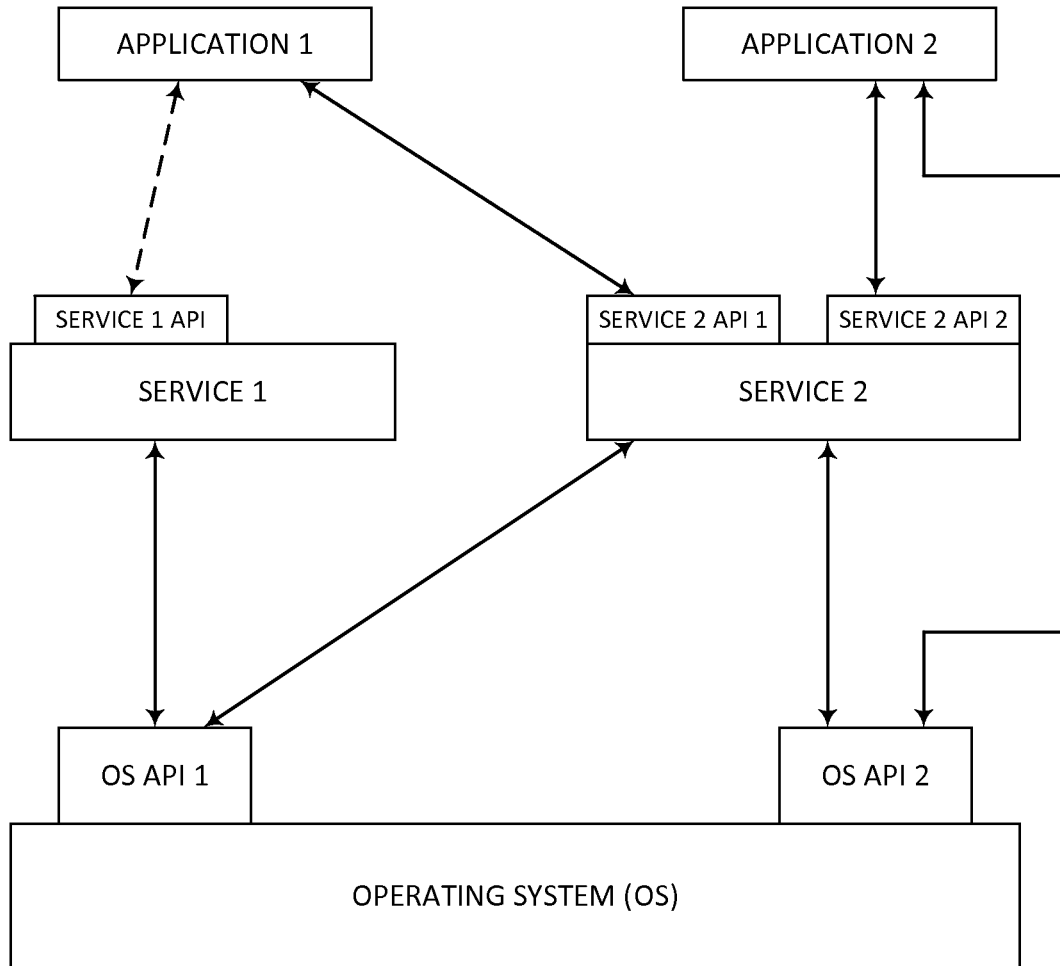 APPLICATION 1
APPLICATION 2
SERVICE 1 API
SERVICE 2 API 1
SERVICE 2 API 2
SERVICE 1
SERVICE 2
OS API 1
OS API 2
OPERATING SYSTEM (OS)